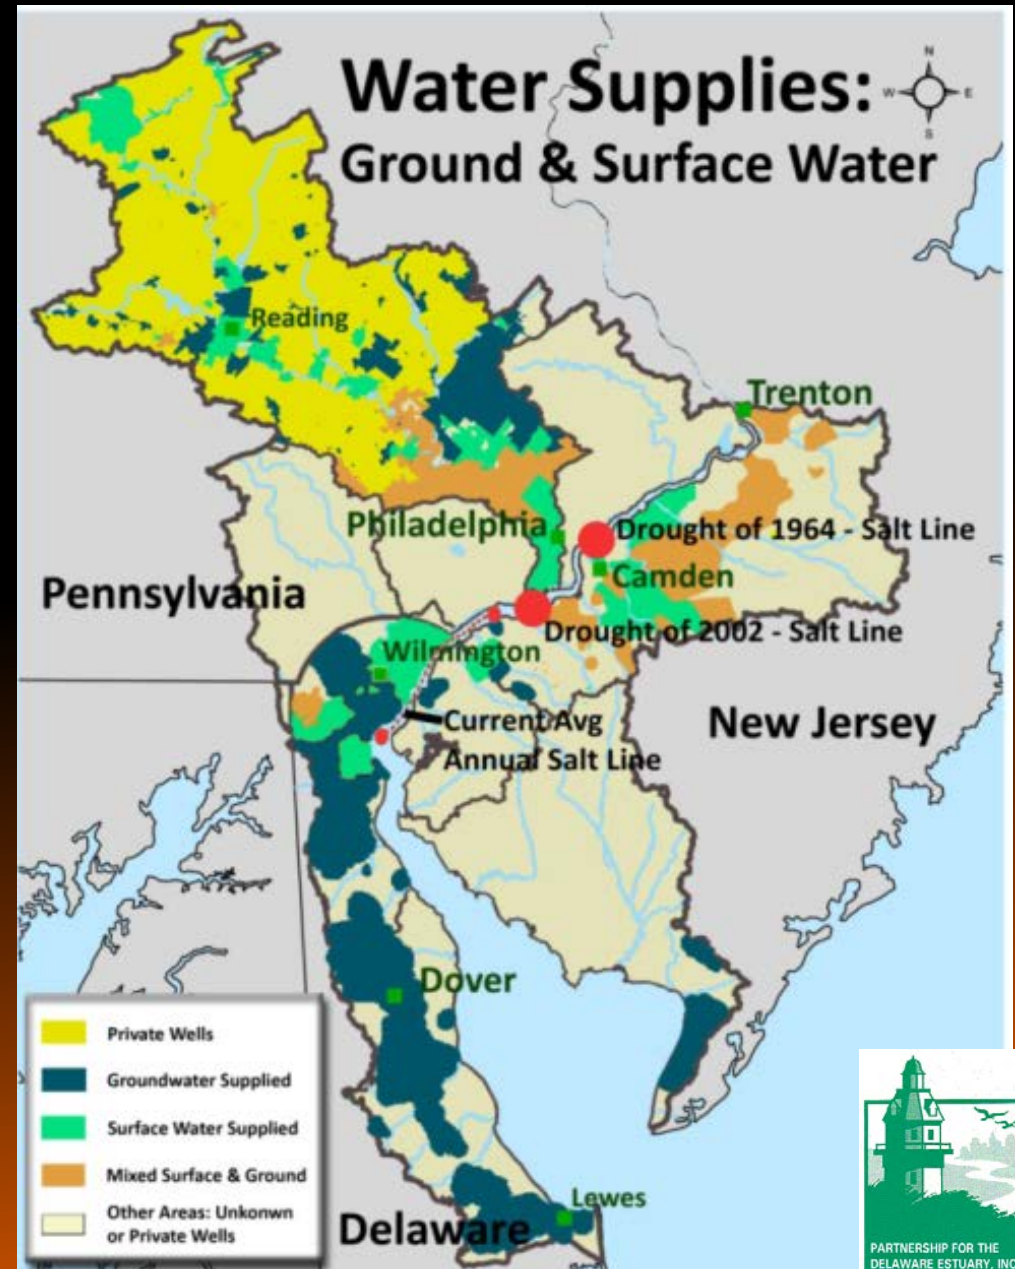 Water Supplies:
Ground & Surface Water
N
W
E
S
Reading
Trenton
Philadelphia
Drought of 1964 - Salt Line
Camden
Pennsylvania
Drought of 2002 - Salt Line
Wilmington
Current Avg
Annual Salt Line
New Jersey
Dover
Private Wells
Groundwater Supplied
Surface Water Supplied
Mixed Surface & Ground
Other Areas: Unkonwn
or Private Wells
Lewes
Delaware
PARTNERSHIP FOR THE
DELAWARE ESTUARY, INC